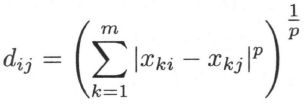 d_{ij} = \left( \sum_{k=1}^{m} |x_{ki} - x_{kj}|^p \right)^{\frac{1}{p}}